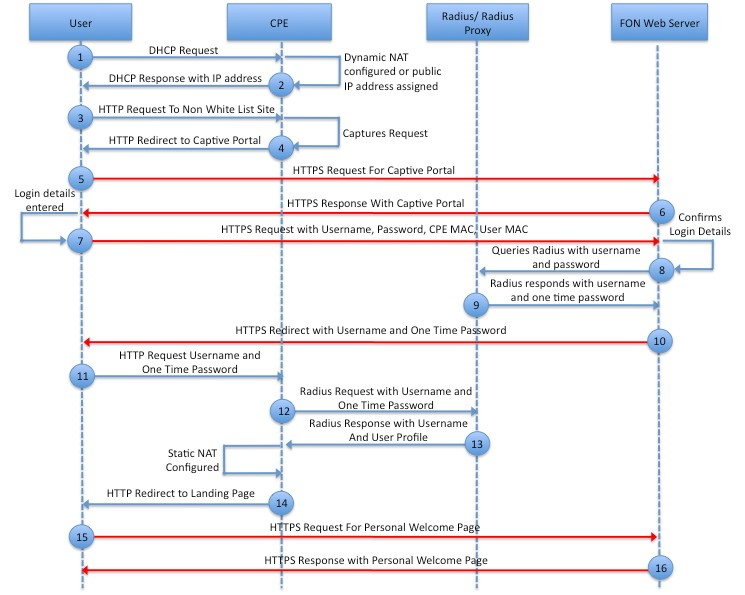 User
CPE
Radius/ Radius
Proxy
FON Web Server
1
DHCP Request
Dynamic NAT
configured or public
IP address assigned
DHCP Response with IP address
2
3
HTTP Request To Non White List Site
Captures Request
HTTP Redirect to Captive Portal
4
5
HTTPS Request For Captive Portal
Login details
entered
HTTPS Response With Captive Portal
6
Confirms
Login Details
7
HTTPS Request with Username, Password, CPE MAC, User MAC
Queries Radius with username
and password
8
Radius responds with username
and one time password
9
HTTPS Redirect with Username and One Time Password
10
HTTP Request Username and
One Time Password
11
Radius Request with Username and
One Time Password
12
Radius Response with Username
And User Profile
13
Static NAT
Configured
HTTP Redirect to Landing Page
14
HTTPS Request For Personal Welcome Page
15
HTTPS Response with Personal Welcome Page
16